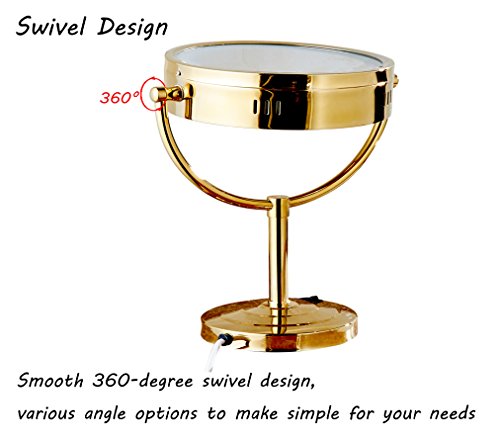 Swivel Design
360°
Smooth 360-degree swivel design,
various angle options to make simple for your needs